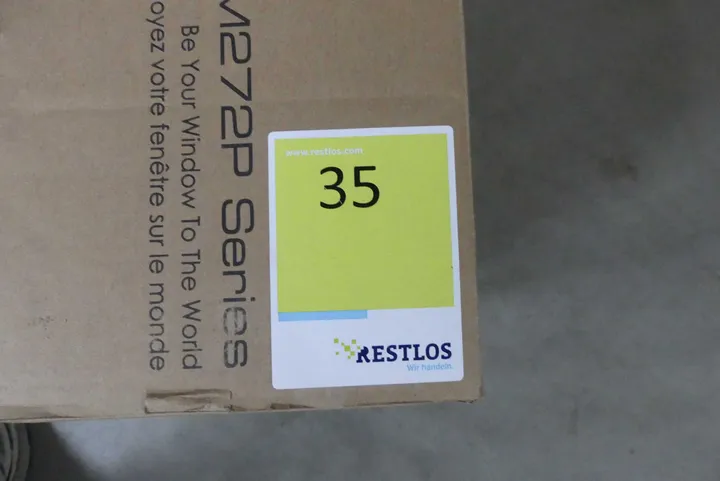 M272P Series
Be Your Window To The World
oyez votre fenêtre sur le monde
www.restlos.com
35
RESTLOS
Wir handeln